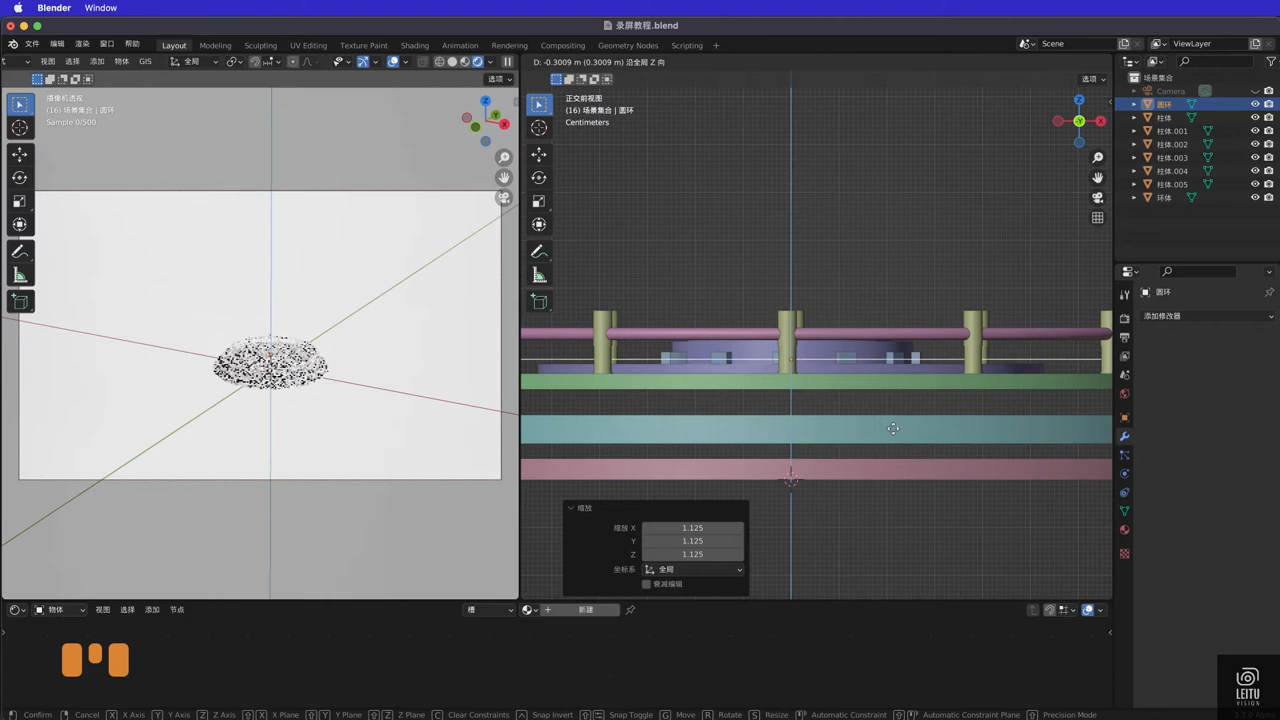 Blender Window
录屏教程.blend
文件 编辑 渲染 窗口 帮助 Layout Modeling Sculpting UV Editing Texture Paint Shading Animation Rendering Compositing Geometry Nodes Scripting + Scene ViewLayer
视图 选择 添加 物体 GIS 全局
D: -0.3009 m (0.3009 m) 沿全局 Z 向
选项
选项
场景集合
Camera
圆环
柱体
柱体.001
柱体.002
柱体.003
柱体.004
柱体.005
环体
摄像机透视
(16) 场景集合 | 圆环
Sample 0/500
Z
Y
X
正交前视图
(16) 场景集合 | 圆环
Centimeters
Z
-Y
X
圆环
添加修改器
缩放
缩放 X 1.125
Y 1.125
Z 1.125
坐标系 全局
衰减编辑
物体 视图 选择 添加 节点 槽 新建
LEITU
VISION
Confirm Cancel X X Axis Y Y Axis Z Z Axis X X Plane Y Y Plane Z Z Plane C Clear Constraints Snap Invert Snap Toggle G Move R Rotate S Resize Automatic Constraint Automatic Constraint Plane Precision Mode